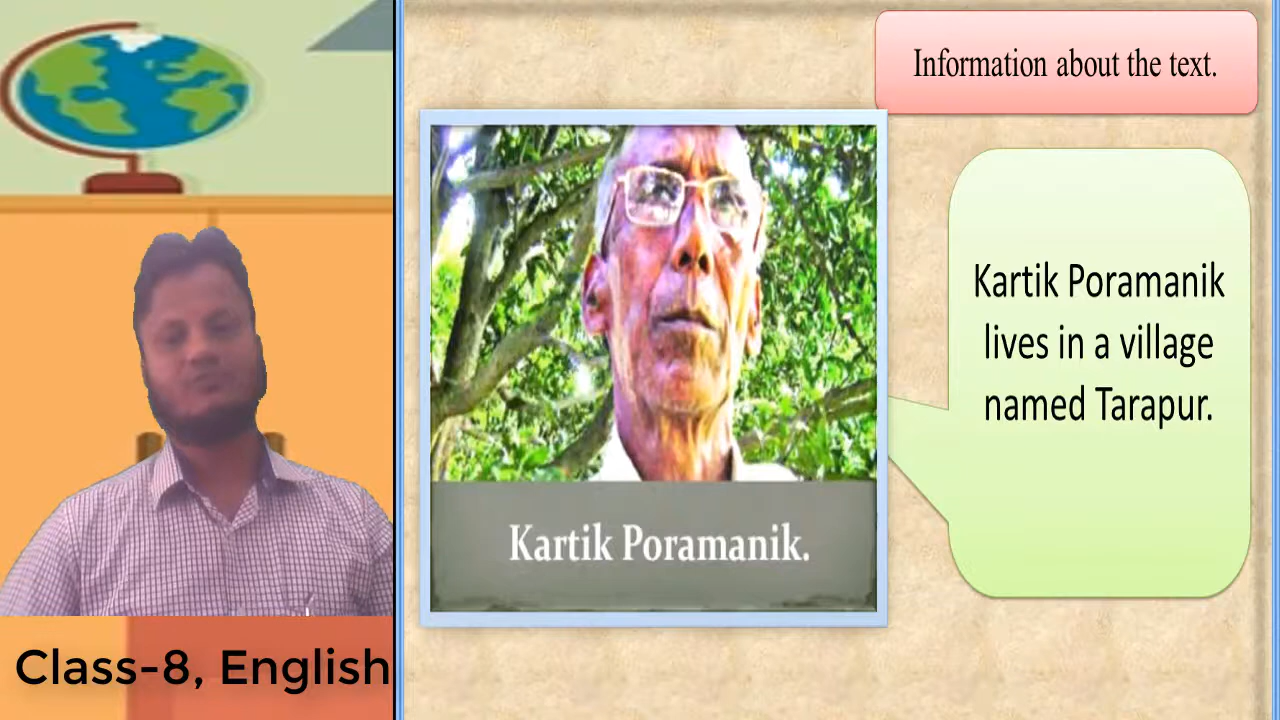 Information about the text.
Kartik Poramanik
lives in a village
named Tarapur.
Kartik Poramanik.
Class-8, English